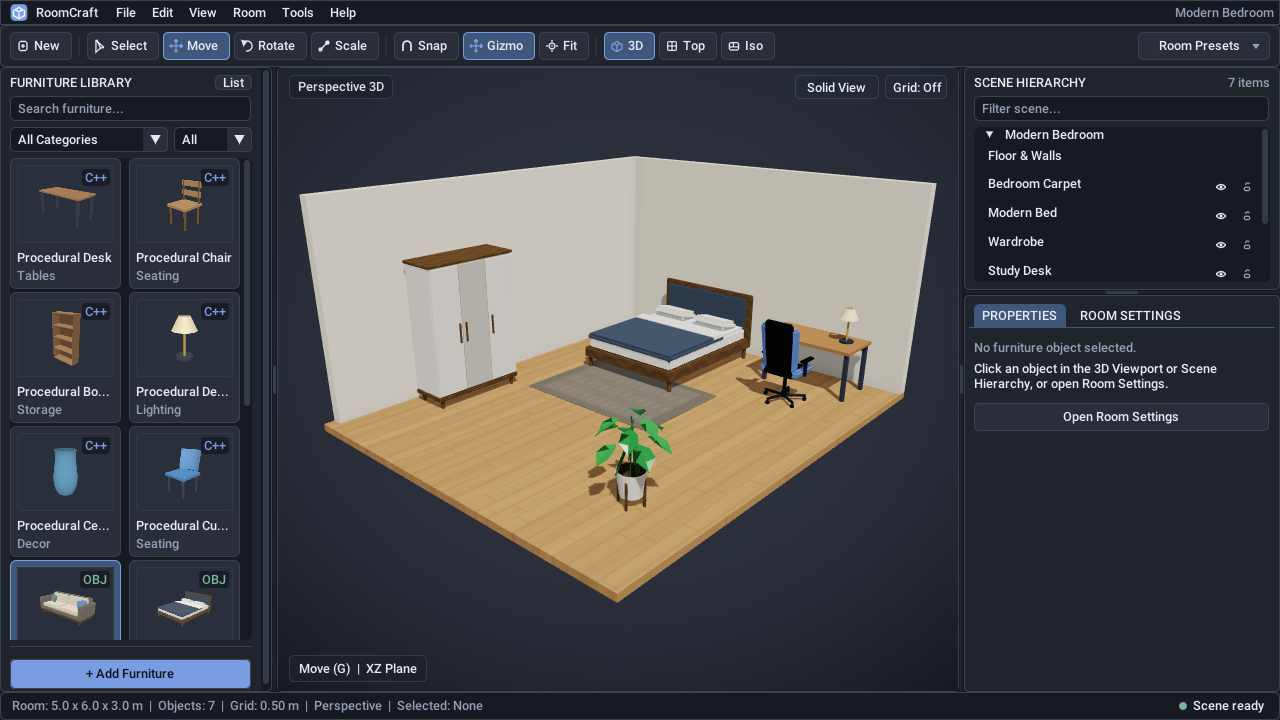 RoomCraft File Edit View Room Tools Help Modern Bedroom
New Select Move Rotate Scale Snap Gizmo Fit 3D Top Iso Room Presets
FURNITURE LIBRARY List
Search furniture...
All Categories All
C++ C++
Procedural Desk Procedural Chair
Tables Seating
C++ C++
Procedural Bo... Procedural De...
Storage Lighting
C++ C++
Procedural Ce... Procedural Cu...
Decor Seating
OBJ OBJ
+ Add Furniture
Perspective 3D Solid View Grid: Off
Move (G) | XZ Plane
SCENE HIERARCHY 7 items
Filter scene...
Modern Bedroom
Floor & Walls
Bedroom Carpet
Modern Bed
Wardrobe
Study Desk
PROPERTIES ROOM SETTINGS
No furniture object selected.
Click an object in the 3D Viewport or Scene
Hierarchy, or open Room Settings.
Open Room Settings
Room: 5.0 x 6.0 x 3.0 m | Objects: 7 | Grid: 0.50 m | Perspective | Selected: None Scene ready